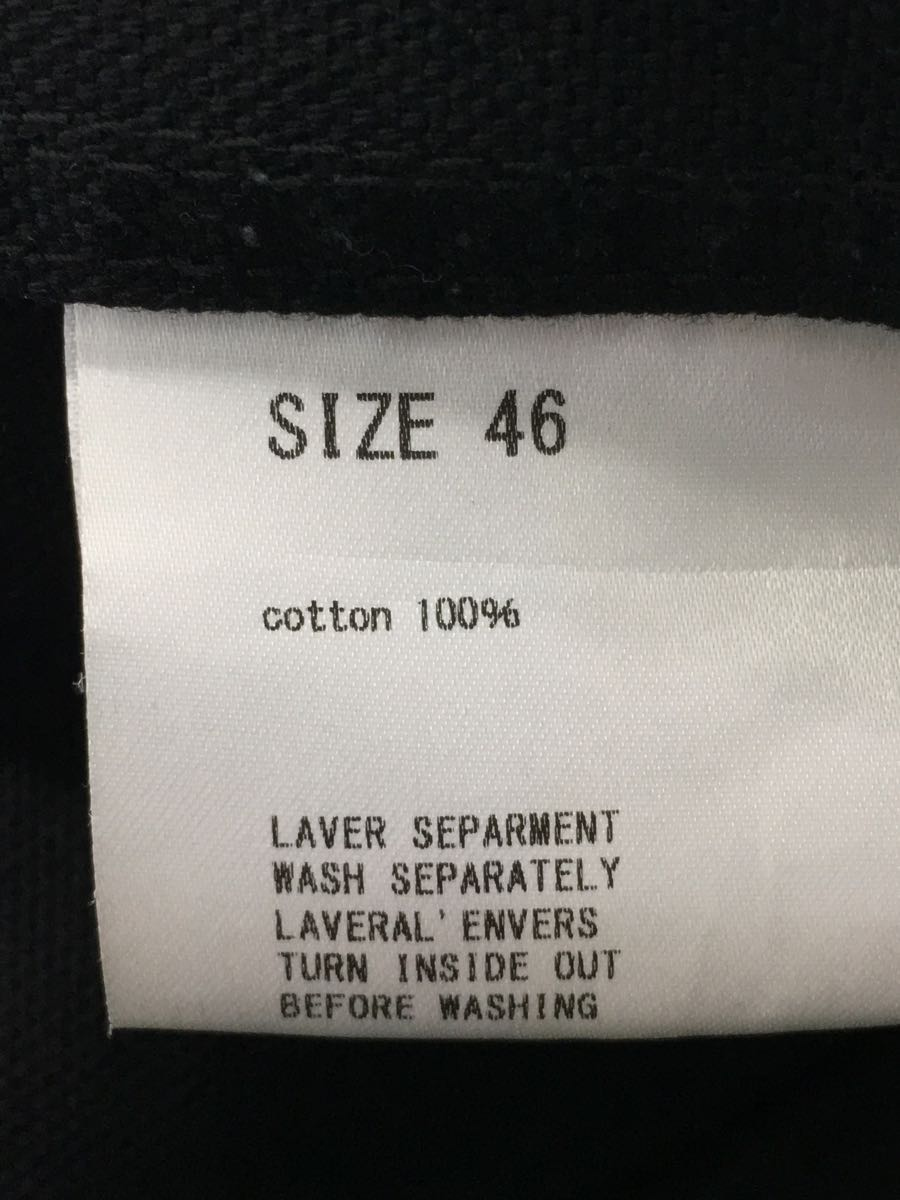 SIZE 46
cotton 100%
LAVER SEPARMENT
WASH SEPARATELY
LAVERAL' ENVERS
TURN INSIDE OUT
BEFORE WASHING